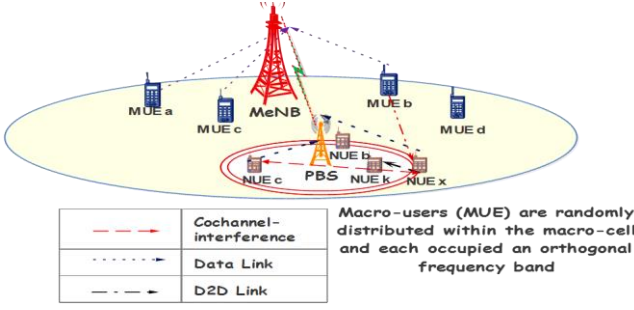 MUE a
MUE c
MeNB
MUE b
MUE d
NUE b
NUE c
PBS
NUE k
NUE x
Cochannel-
interference
Data Link
D2D Link
Macro-users (MUE) are randomly
distributed within the macro-cell
and each occupied an orthogonal
frequency band